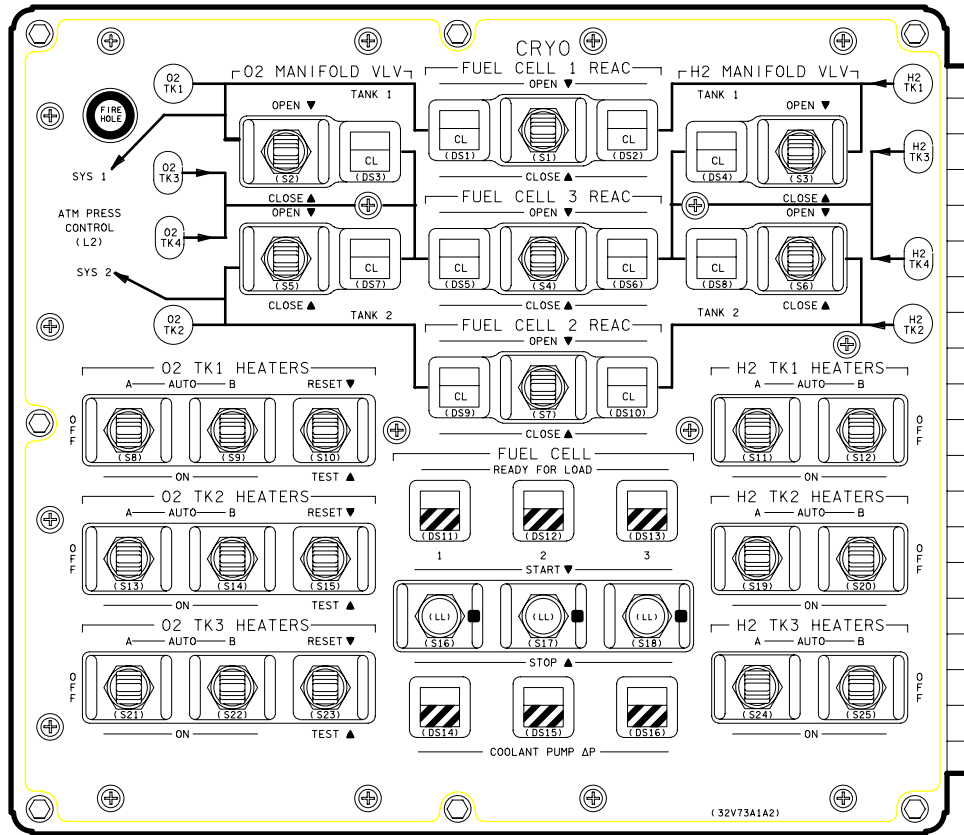 CRYO
O2 MANIFOLD VLV
FUEL CELL 1 REAC
H2 MANIFOLD VLV
O2 TK1
TANK 1
OPEN ▼
TANK 1
H2 TK1
OPEN ▼
OPEN ▼
FIRE HOLE
CL
CL
CL
CL
(DS1)
(S1)
(DS2)
(S2)
(DS3)
(DS4)
(S3)
SYS 1
O2 TK3
CLOSE ▲
H2 TK3
CLOSE ▲
FUEL CELL 3 REAC
CLOSE ▲
ATM PRESS CONTROL (L2)
OPEN ▼
OPEN ▼
OPEN ▼
O2 TK4
H2 TK4
SYS 2
CL
CL
CL
CL
(S5)
(DS7)
(DS5)
(S4)
(DS6)
(DS8)
(S6)
CLOSE ▲
CLOSE ▲
CLOSE ▲
O2 TK2
TANK 2
FUEL CELL 2 REAC
TANK 2
H2 TK2
OPEN ▼
CL
CL
(DS9)
(S7)
(DS10)
CLOSE ▲
O2 TK1 HEATERS
A AUTO B RESET ▼
OFF
(S8)
(S9)
(S10)
ON TEST ▲
O2 TK2 HEATERS
A AUTO B RESET ▼
OFF
(S13)
(S14)
(S15)
ON TEST ▲
O2 TK3 HEATERS
A AUTO B RESET ▼
OFF
(S21)
(S22)
(S23)
ON TEST ▲
FUEL CELL
READY FOR LOAD
(DS11)
(DS12)
(DS13)
1 2 3
START ▼
(LL)
(LL)
(LL)
(S16)
(S17)
(S18)
STOP ▲
(DS14)
(DS15)
(DS16)
COOLANT PUMP ΔP
H2 TK1 HEATERS
A AUTO B
OFF
(S11)
(S12)
ON
H2 TK2 HEATERS
A AUTO B
OFF
(S19)
(S20)
ON
H2 TK3 HEATERS
A AUTO B
OFF
(S24)
(S25)
ON
(32V73A1A2)